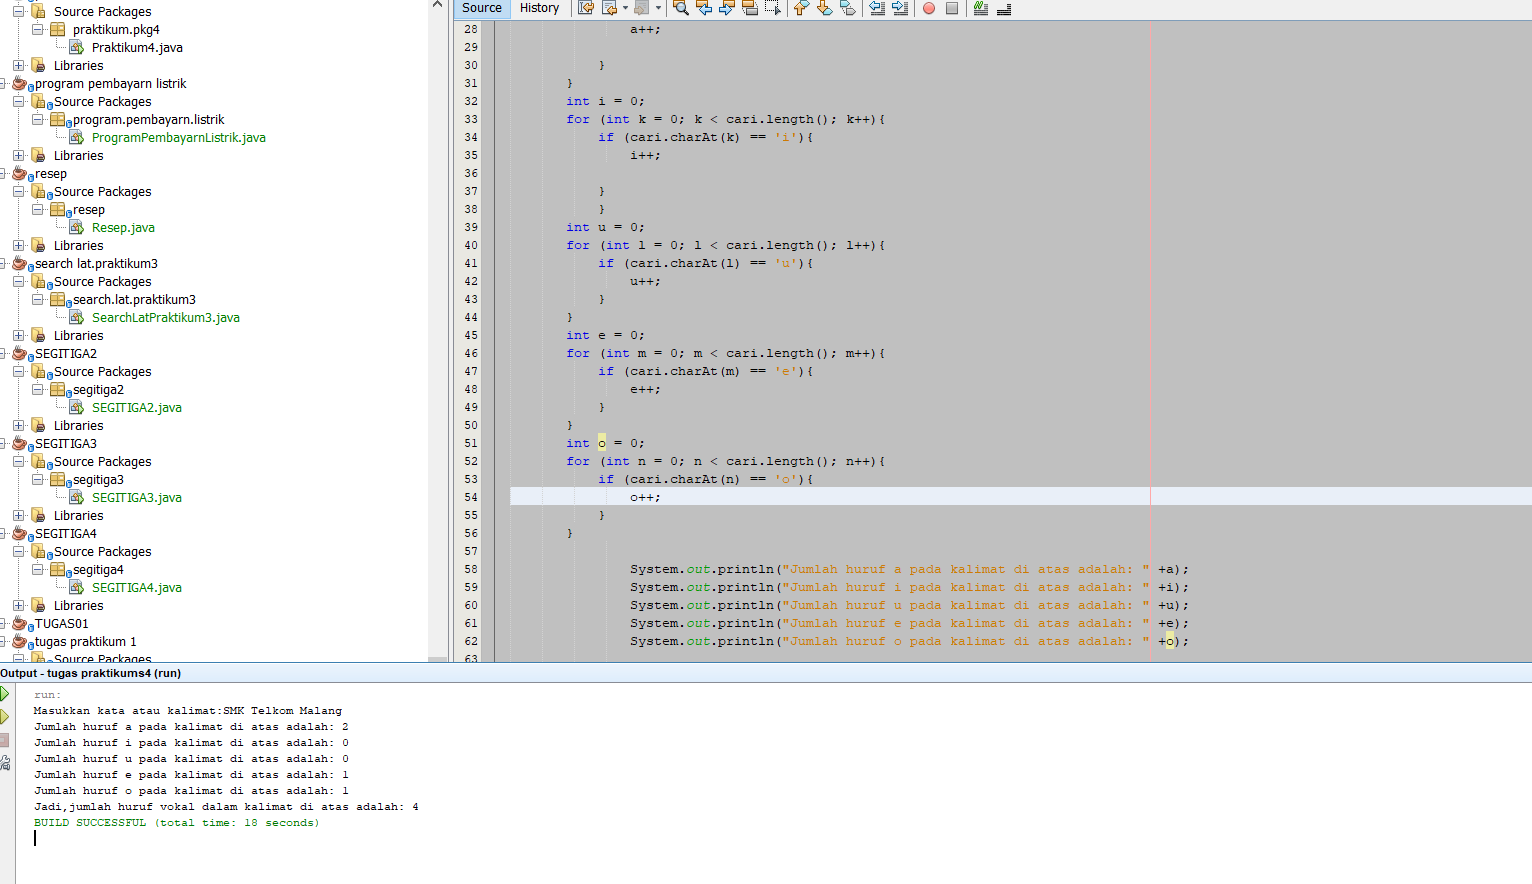 Source Packages
praktikum.pkg4
Praktikum4.java
Libraries
program pembayarn listrik
Source Packages
program.pembayarn.listrik
ProgramPembayarnListrik.java
Libraries
resep
Source Packages
resep
Resep.java
Libraries
search lat.praktikum3
Source Packages
search.lat.praktikum3
SearchLatPraktikum3.java
Libraries
SEGITIGA2
Source Packages
segitiga2
SEGITIGA2.java
Libraries
SEGITIGA3
Source Packages
segitiga3
SEGITIGA3.java
Libraries
SEGITIGA4
Source Packages
segitiga4
SEGITIGA4.java
Libraries
TUGAS01
tugas praktikum 1
Source Packages
Source History
28 a++;
29
30 }
31 }
32 int i = 0;
33 for (int k = 0; k < cari.length(); k++){
34 if (cari.charAt(k) == 'i'){
35 i++;
36
37 }
38 }
39 int u = 0;
40 for (int l = 0; l < cari.length(); l++){
41 if (cari.charAt(l) == 'u'){
42 u++;
43 }
44 }
45 int e = 0;
46 for (int m = 0; m < cari.length(); m++){
47 if (cari.charAt(m) == 'e'){
48 e++;
49 }
50 }
51 int o = 0;
52 for (int n = 0; n < cari.length(); n++){
53 if (cari.charAt(n) == 'o'){
54 o++;
55 }
56 }
57
58 System.out.println("Jumlah huruf a pada kalimat di atas adalah: " +a);
59 System.out.println("Jumlah huruf i pada kalimat di atas adalah: " +i);
60 System.out.println("Jumlah huruf u pada kalimat di atas adalah: " +u);
61 System.out.println("Jumlah huruf e pada kalimat di atas adalah: " +e);
62 System.out.println("Jumlah huruf o pada kalimat di atas adalah: " +o);
63
Output - tugas praktikums4 (run)
run:
Masukkan kata atau kalimat:SMK Telkom Malang
Jumlah huruf a pada kalimat di atas adalah: 2
Jumlah huruf i pada kalimat di atas adalah: 0
Jumlah huruf u pada kalimat di atas adalah: 0
Jumlah huruf e pada kalimat di atas adalah: 1
Jumlah huruf o pada kalimat di atas adalah: 1
Jadi,jumlah huruf vokal dalam kalimat di atas adalah: 4
BUILD SUCCESSFUL (total time: 18 seconds)